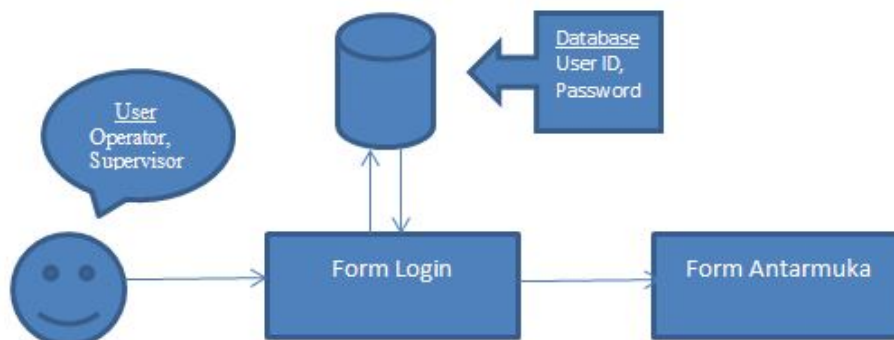 Database
User ID,
Password
User
Operator,
Supervisor
Form Login
Form Antarmuka